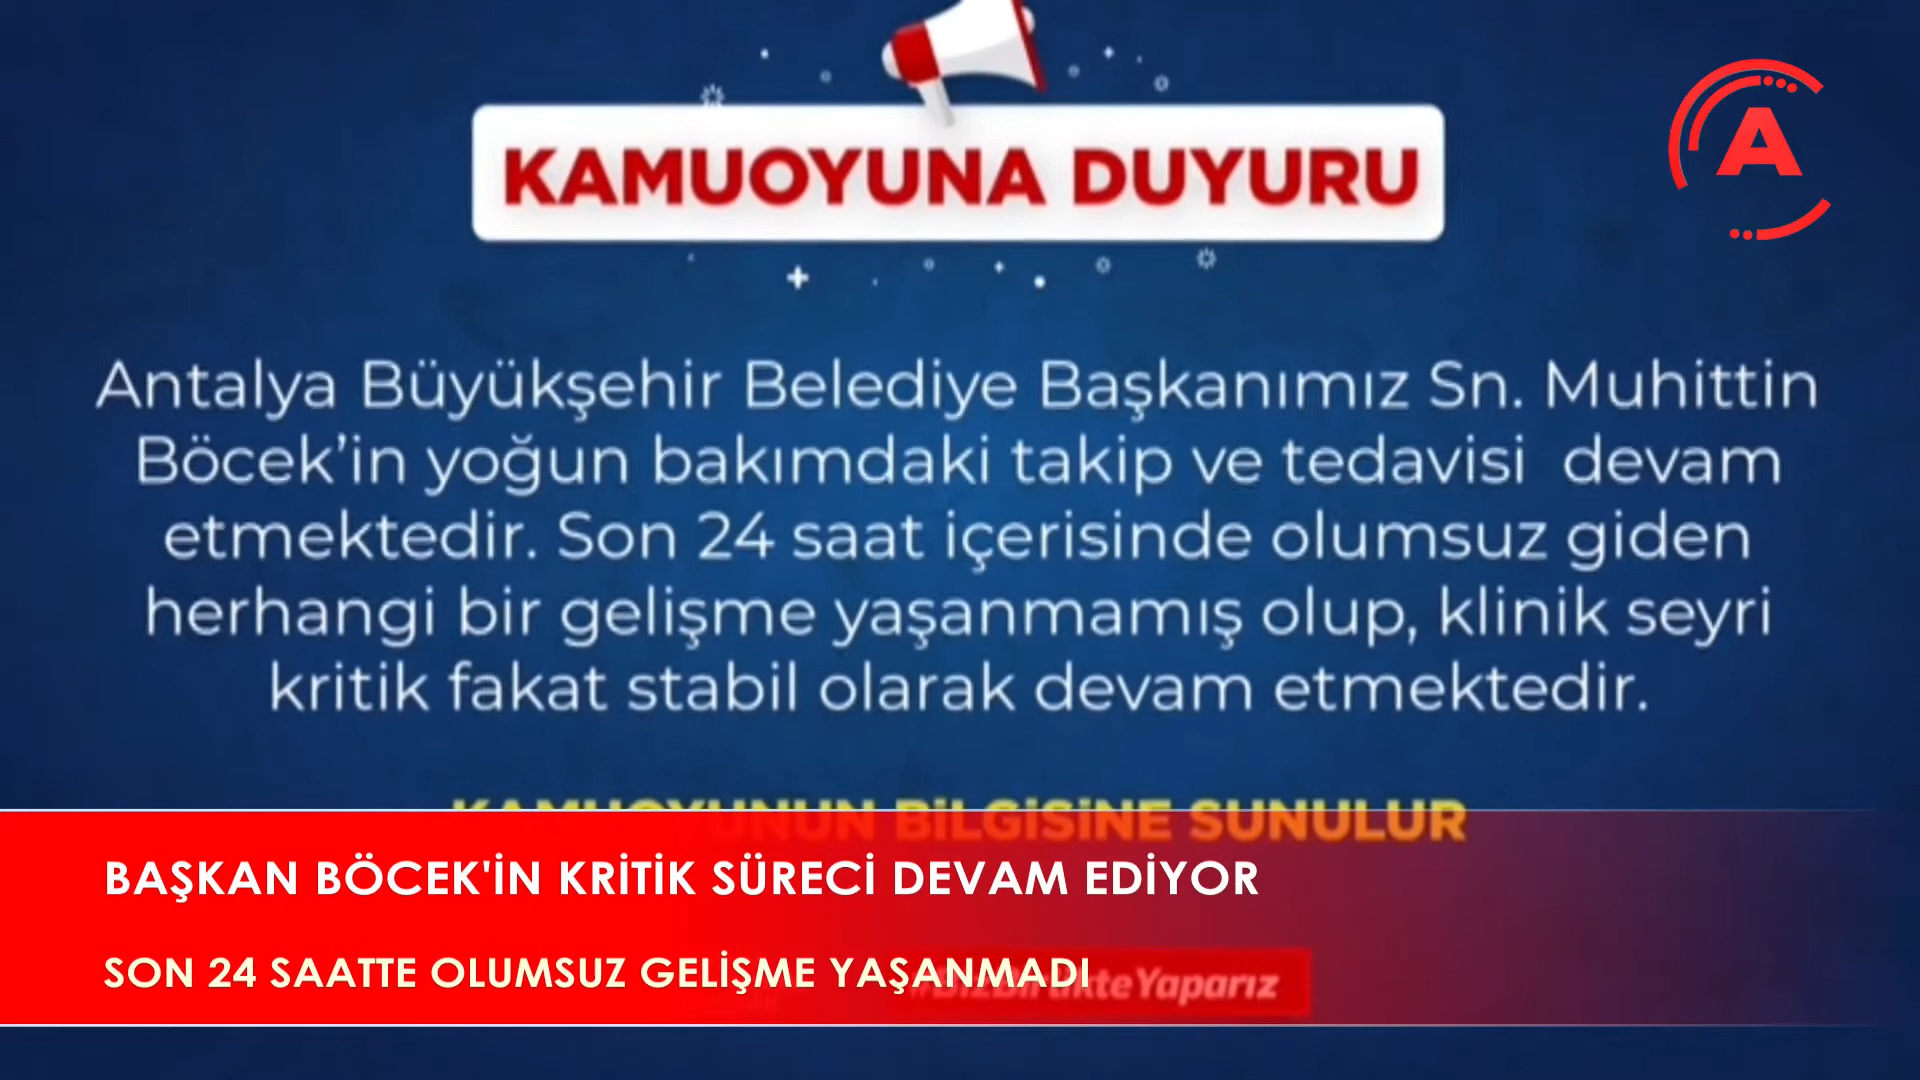 KAMUOYUNA DUYURU
A
Antalya Büyükşehir Belediye Başkanımız Sn. Muhittin
Böcek’in yoğun bakımdaki takip ve tedavisi devam
etmektedir. Son 24 saat içerisinde olumsuz giden
herhangi bir gelişme yaşanmamış olup, klinik seyri
kritik fakat stabil olarak devam etmektedir.
KAMUOYUNUN BİLGİSİNE SUNULUR
BAŞKAN BÖCEK'İN KRİTİK SÜRECİ DEVAM EDİYOR
SON 24 SAATTE OLUMSUZ GELİŞME YAŞANMADI
#BizBirlikteYaparız